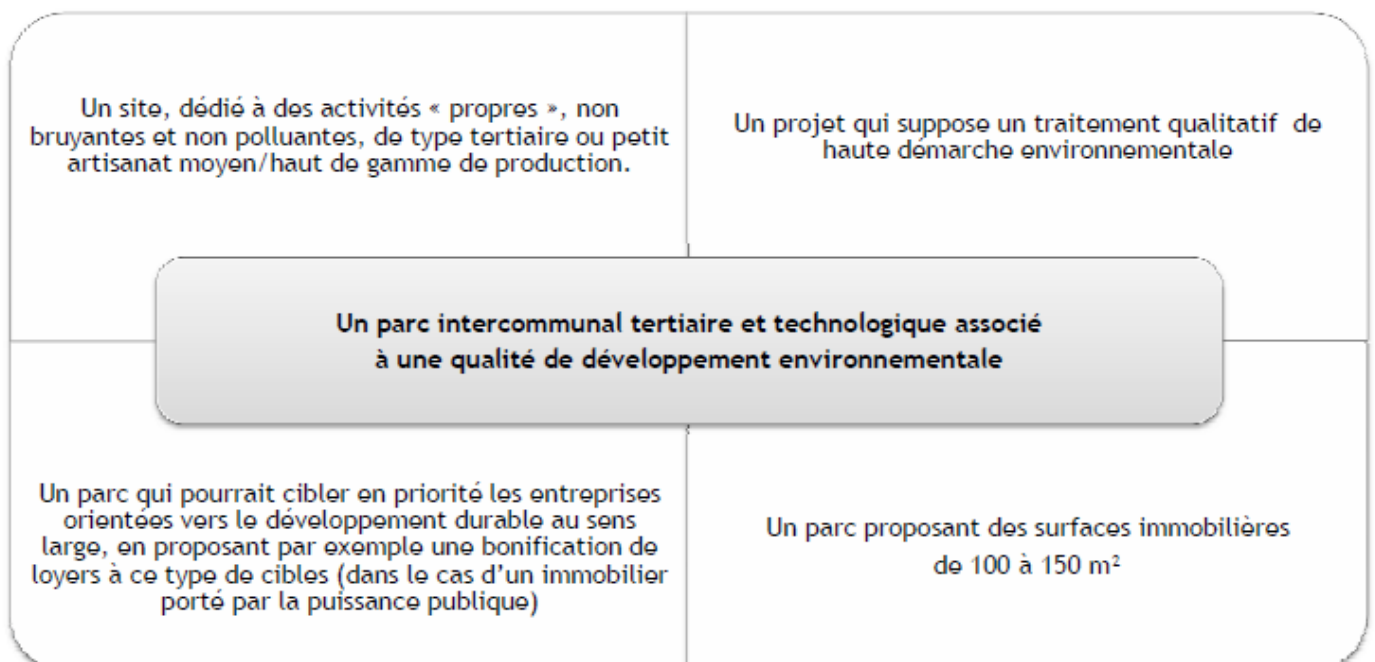 Un site, dédié à des activités « propres », non
bruyantes et non polluantes, de type tertiaire ou petit
artisanat moyen/haut de gamme de production.
Un projet qui suppose un traitement qualitatif de
haute démarche environnementale
Un parc intercommunal tertiaire et technologique associé
à une qualité de développement environnementale
Un parc qui pourrait cibler en priorité les entreprises
orientées vers le développement durable au sens
large, en proposant par exemple une bonification de
loyers à ce type de cibles (dans le cas d'un immobilier
porté par la puissance publique)
Un parc proposant des surfaces immobilières
de 100 à 150 m²